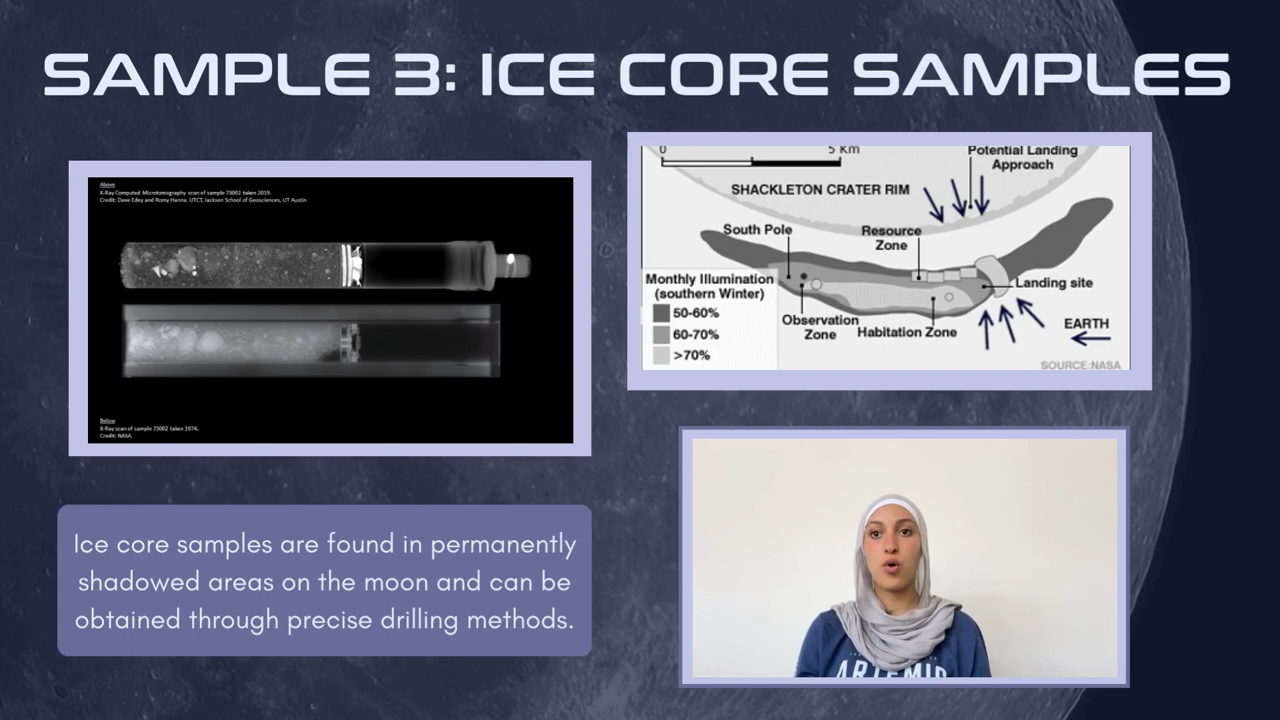 SAMPLE 3: ICE CORE SAMPLES
Above
X-Ray Computed Microtomography scan of sample 73002 taken 2019.
Credit: Dave Edey and Romy Hanna. UTCT, Jackson School of Geosciences, UT Austin
Below
X-Ray scan of sample 73002 taken 1974.
Credit: NASA.
0
5 Km
Potential Landing
Approach
SHACKLETON CRATER RIM
South Pole
Resource
Zone
Monthly Illumination
(southern Winter)
50-60%
60-70%
>70%
Landing site
Observation
Zone
Habitation Zone
EARTH
SOURCE:NASA
Ice core samples are found in permanently
shadowed areas on the moon and can be
obtained through precise drilling methods.
ARTEMIS